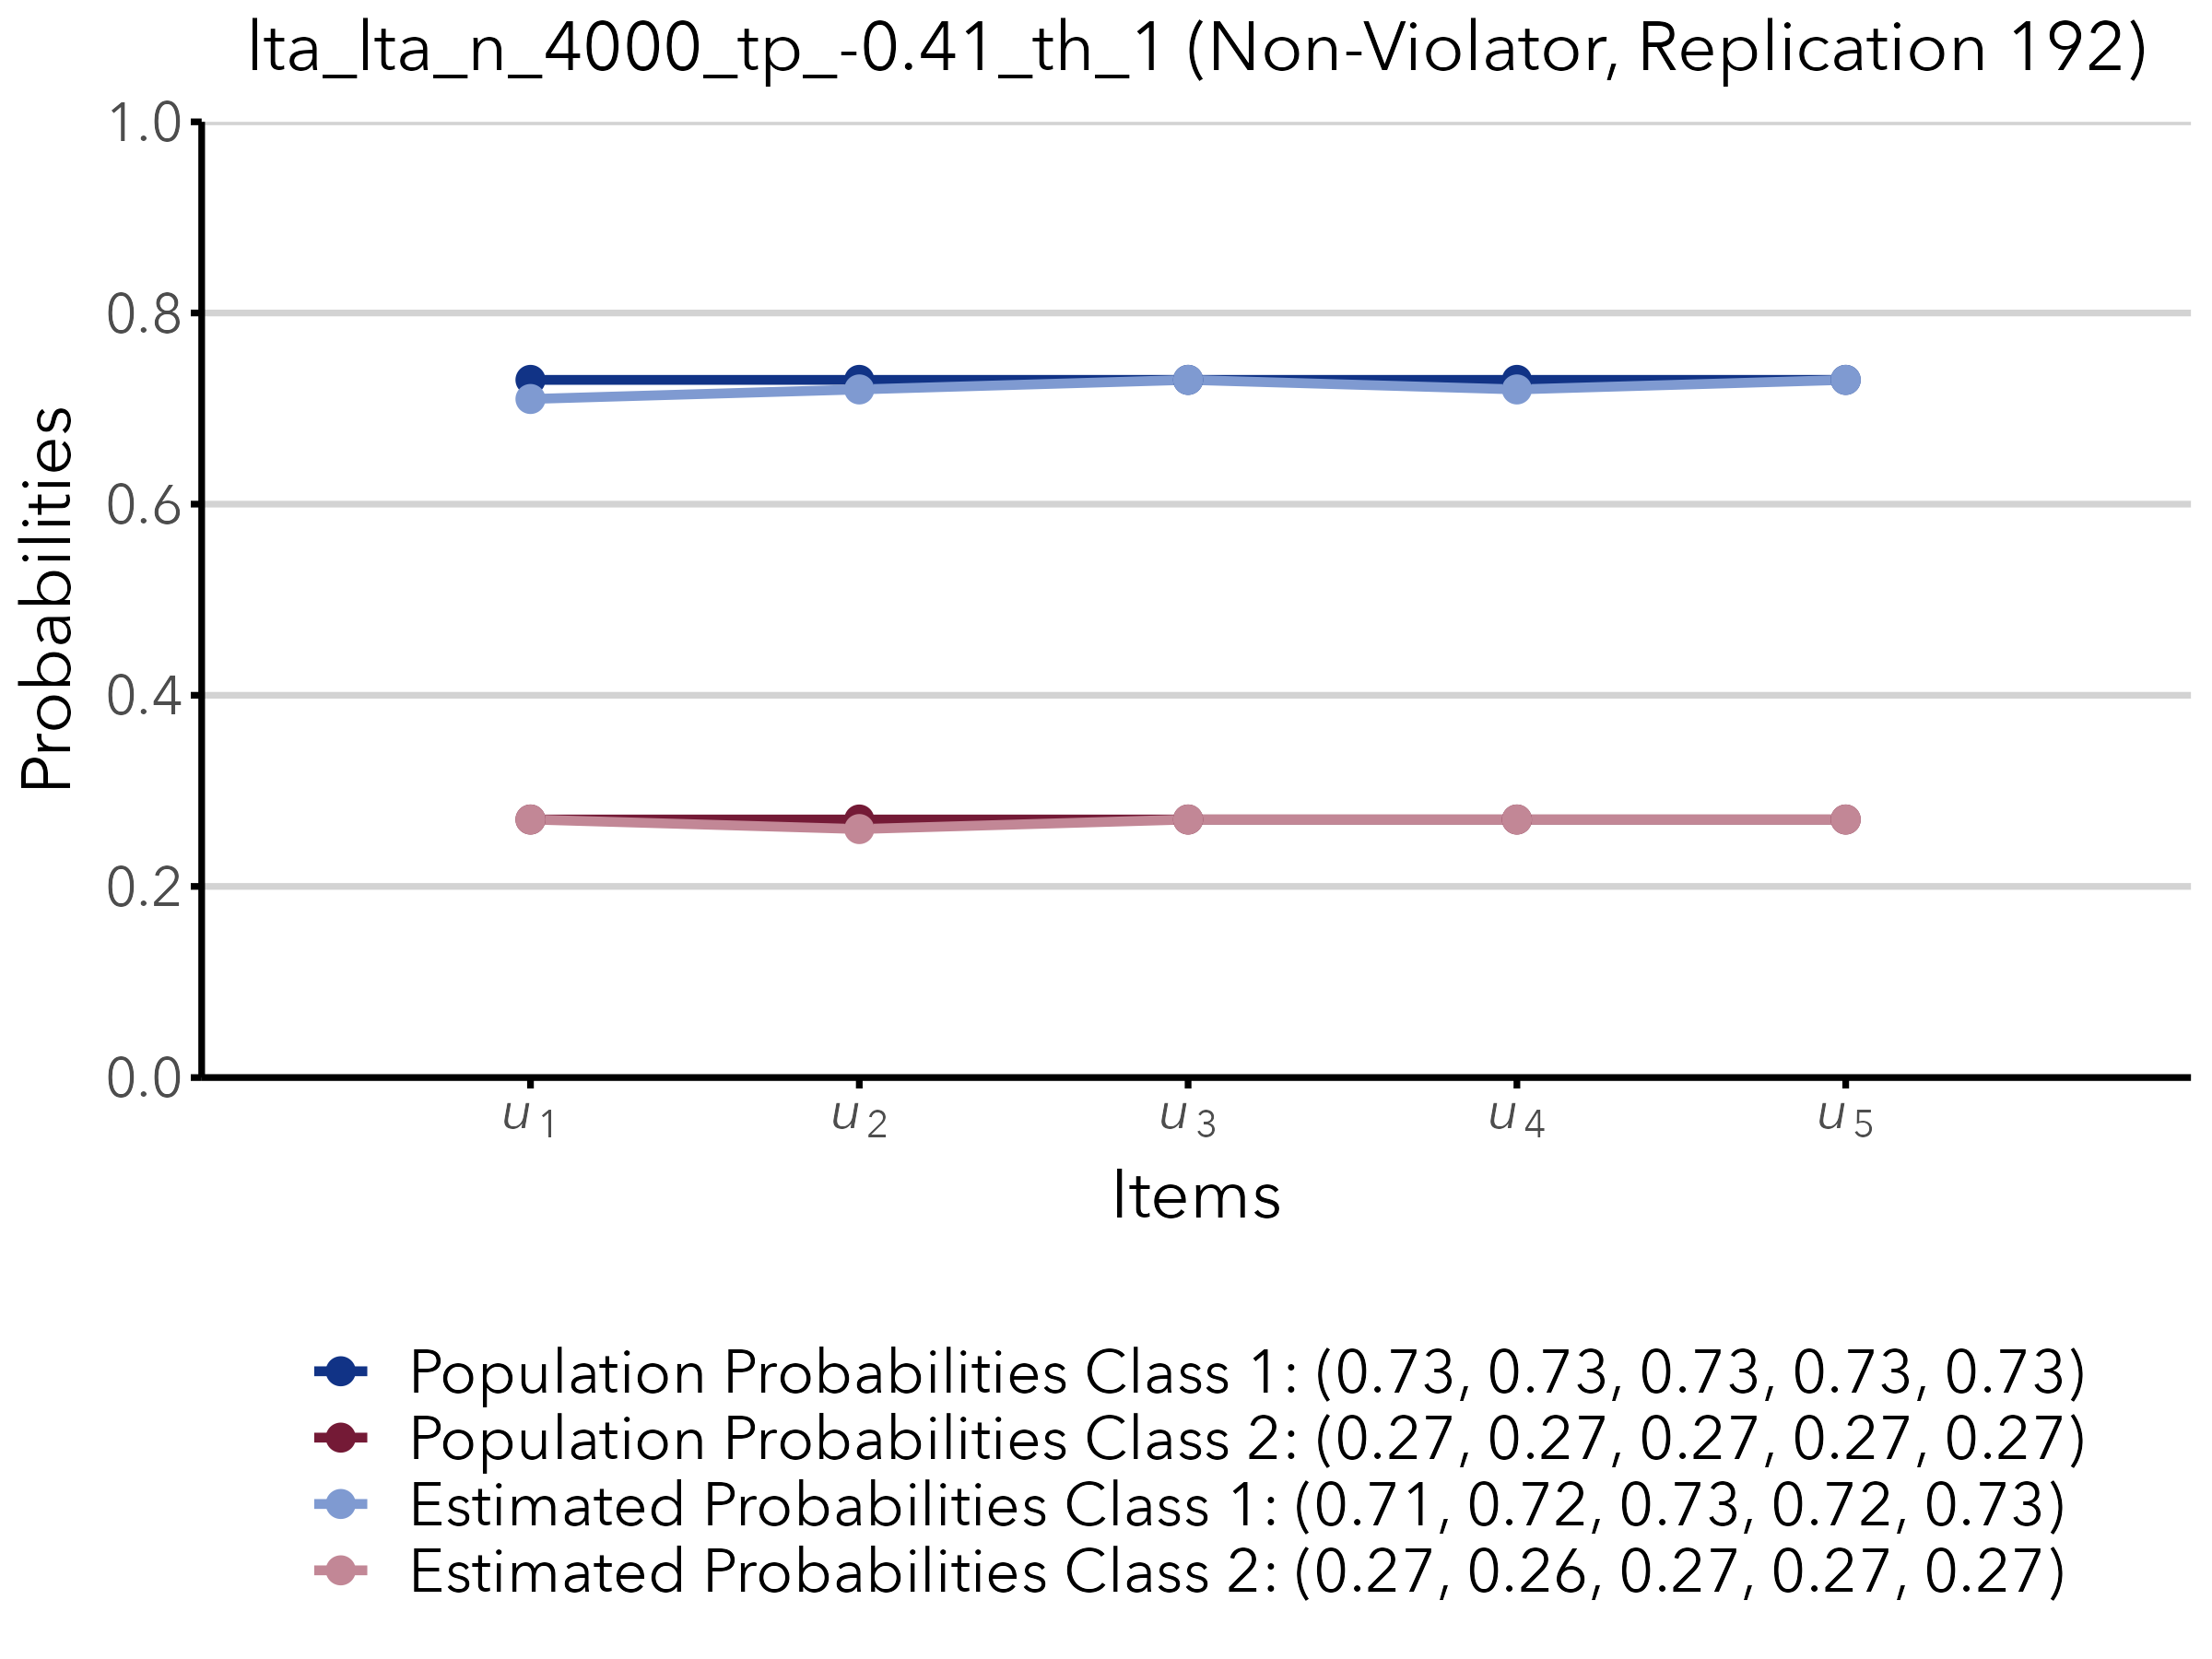 lta_lta_n_4000_tp_-0.41_th_1 (Non-Violator, Replication 192)
1.0
0.8
0.6
0.4
0.2
0.0
Probabilities
u1
u2
u3
u4
u5
Items
Population Probabilities Class 1: (0.73, 0.73, 0.73, 0.73, 0.73)
Population Probabilities Class 2: (0.27, 0.27, 0.27, 0.27, 0.27)
Estimated Probabilities Class 1: (0.71, 0.72, 0.73, 0.72, 0.73)
Estimated Probabilities Class 2: (0.27, 0.26, 0.27, 0.27, 0.27)